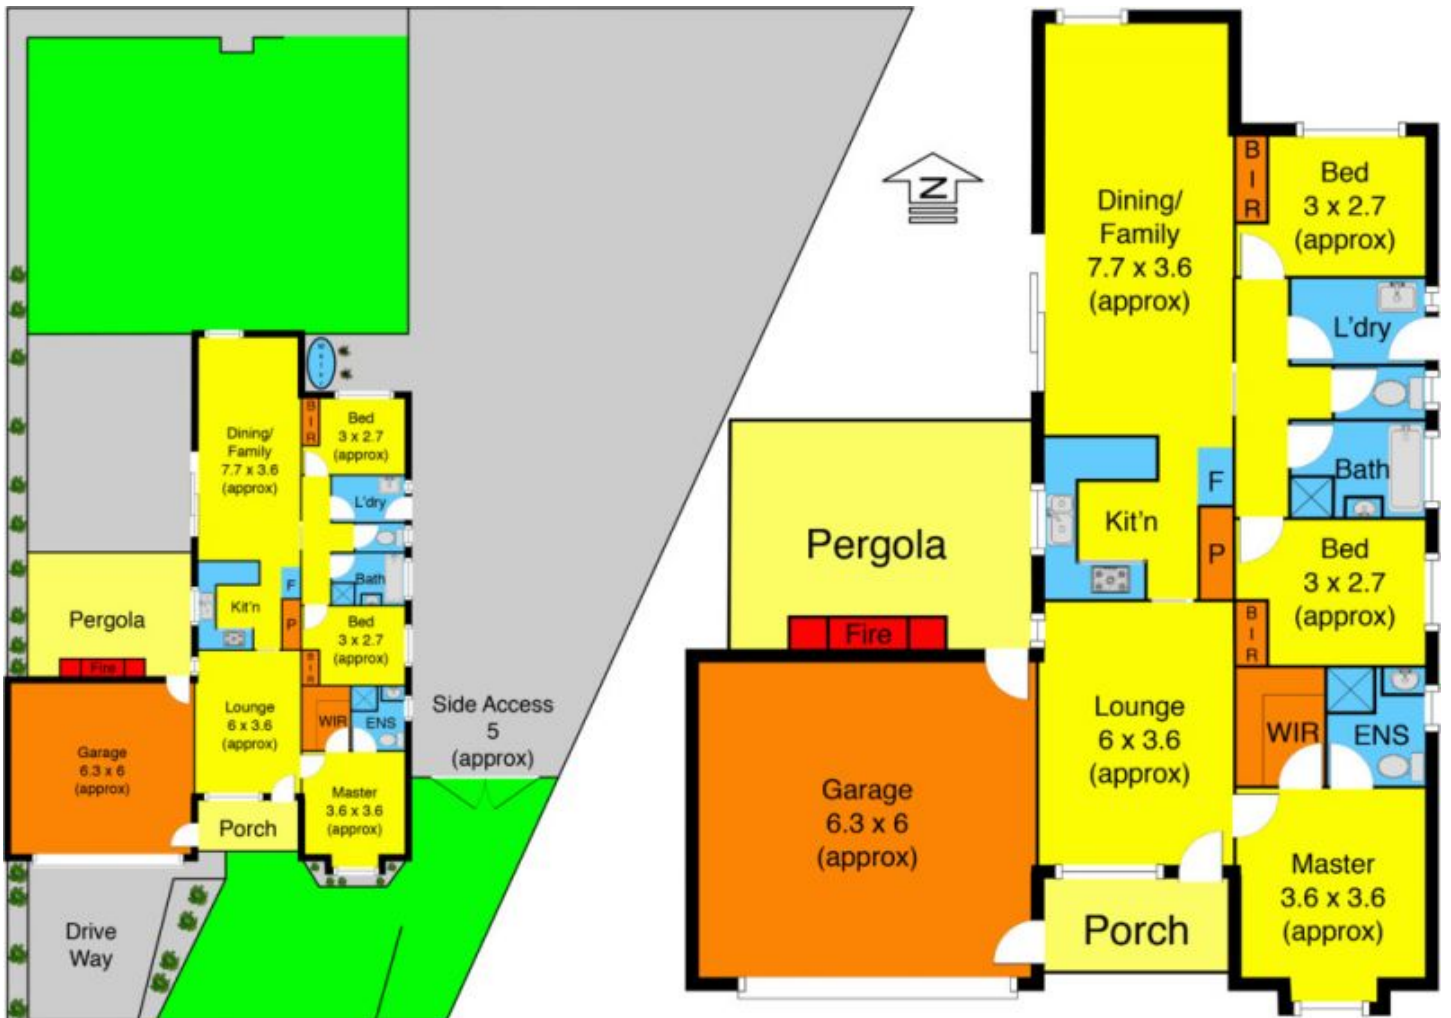 Dining/
Family
7.7 x 3.6
(approx)
B
I
R
Bed
3 x 2.7
(approx)
L'dry
Bath
F
Kit'n
P
Pergola
Fire
Bed
3 x 2.7
(approx)
B
I
R
Lounge
6 x 3.6
(approx)
WIR
ENS
Garage
6.3 x 6
(approx)
Master
3.6 x 3.6
(approx)
Porch
Drive
Way
Side Access
5
(approx)
N
Dining/
Family
7.7 x 3.6
(approx)
B
I
R
Bed
3 x 2.7
(approx)
L'dry
Bath
F
Kit'n
P
Pergola
Fire
Bed
3 x 2.7
(approx)
B
I
R
Lounge
6 x 3.6
(approx)
WIR
ENS
Garage
6.3 x 6
(approx)
Master
3.6 x 3.6
(approx)
Porch